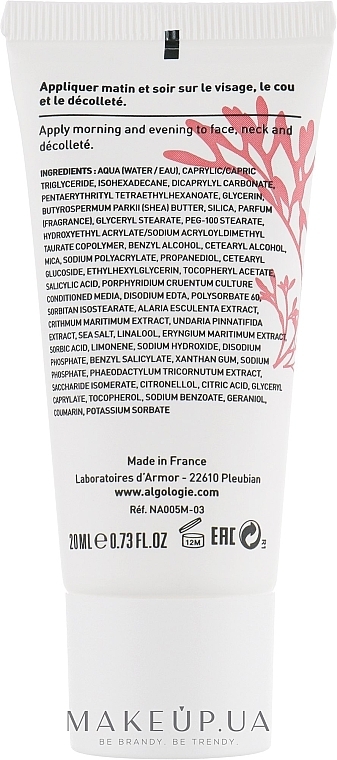 Appliquer matin et soir sur le visage, le cou
et le décolleté.
Apply morning and evening to face, neck and
décolleté.
INGREDIENTS : AQUA (WATER / EAU), CAPRYLIC/CAPRIC
TRIGLYCERIDE, ISOHEXADECANE, DICAPRYLYL CARBONATE,
PENTAERYTHRITYL TETRAETHYLHEXANOATE, GLYCERIN,
BUTYROSPERMUM PARKII (SHEA) BUTTER, SILICA, PARFUM
(FRAGRANCE), GLYCERYL STEARATE, PEG-100 STEARATE,
HYDROXYETHYL ACRYLATE/SODIUM ACRYLOYLDIMETHYL
TAURATE COPOLYMER, BENZYL ALCOHOL, CETEARYL ALCOHOL,
MICA, SODIUM POLYACRYLATE, PROPANEDIOL, CETEARYL
GLUCOSIDE, ETHYLHEXYLGLYCERIN, TOCOPHERYL ACETATE,
SALICYLIC ACID, PORPHYRIDIUM CRUENTUM CULTURE
CONDITIONED MEDIA, DISODIUM EDTA, POLYSORBATE 60,
SORBITAN ISOSTEARATE, ALARIA ESCULENTA EXTRACT,
CRITHMUM MARITIMUM EXTRACT, UNDARIA PINNATIFIDA
EXTRACT, SEA SALT, LINALOOL, ERYNGIUM MARITIMUM EXTRACT,
SORBIC ACID, LIMONENE, SODIUM HYDROXIDE, DISODIUM
PHOSPHATE, BENZYL SALICYLATE, XANTHAN GUM, SODIUM
PHOSPHATE, PHAEODACTYLUM TRICORNUTUM EXTRACT,
SACCHARIDE ISOMERATE, CITRONELLOL, CITRIC ACID, GLYCERYL
CAPRYLATE, TOCOPHEROL, SODIUM BENZOATE, GERANIOL,
COUMARIN, POTASSIUM SORBATE
Made in France
Laboratoires d'Armor - 22610 Pleubian
www.algologie.com
Réf. NA005M-03
20ML e 0.73 FL.OZ 12M EAC
MAKEUP.UA
BE BRANDY. BE TRENDY.